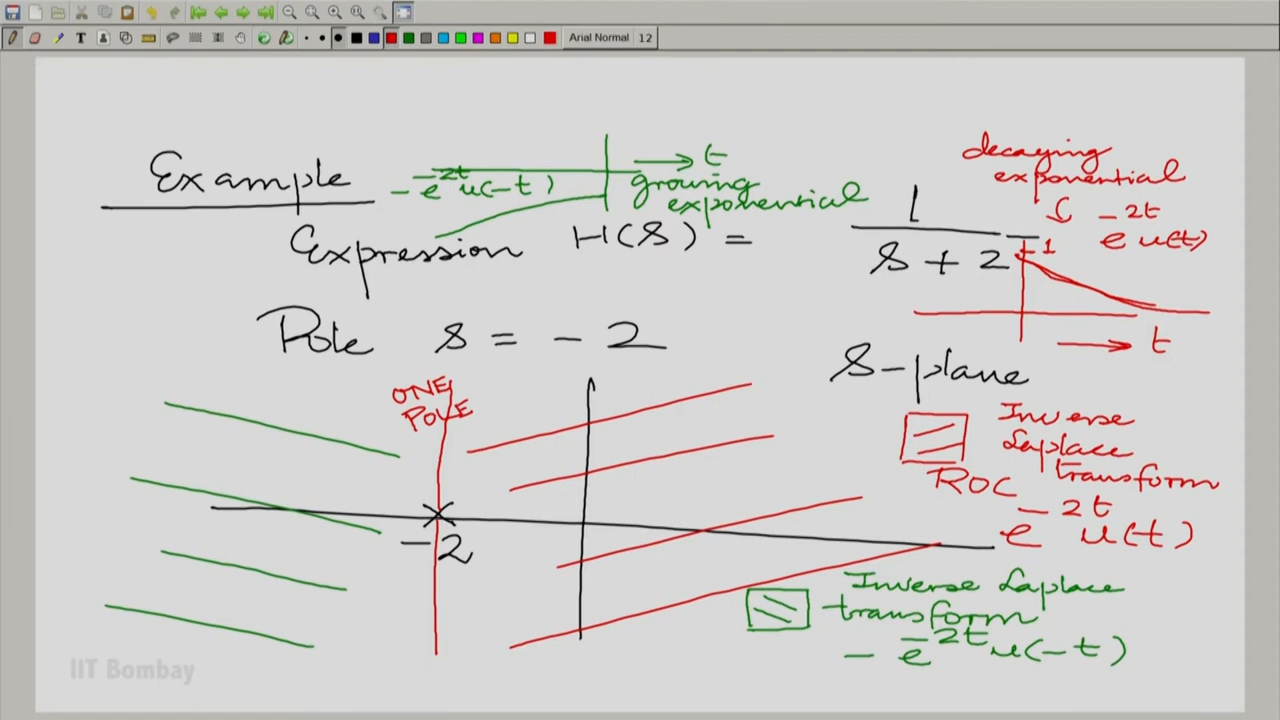 Arial Normal 12
Example
- e^-2t u(-t)
t
growing
exponential
decaying
exponential
e^-2t u(t)
Expression H(s) = 1 / s + 2
1
t
Pole s = - 2
s-plane
ONE
POLE
-2
Inverse
Laplace
transform
ROC
e^-2t u(t)
Inverse Laplace
transform
- e^-2t u(-t)
IIT Bombay